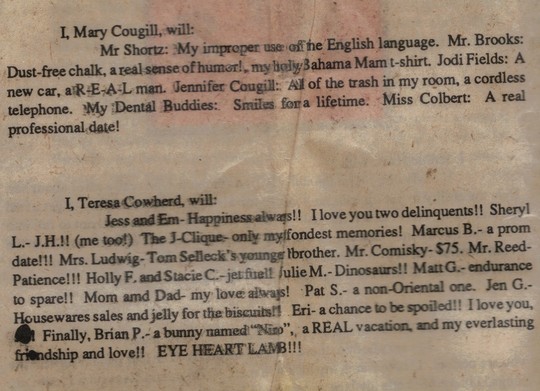 I, Mary Cougill, will:
Mr Shortz: My improper use of the English language. Mr. Brooks:
Dust-free chalk, a real sense of humor!, my holy Bahama Mam t-shirt. Jodi Fields: A
new car, a R-E-A-L man. Jennifer Cougill: All of the trash in my room, a cordless
telephone. My Dental Buddies: Smiles for a lifetime. Miss Colbert: A real
professional date!
I, Teresa Cowherd, will:
Jess and Em- Happiness always!! I love you two delinquents!! Sheryl
L.- J.H.!! (me too!) The J-Clique- only my fondest memories! Marcus B.- a prom
date!!! Mrs. Ludwig- Tom Selleck's younger brother. Mr. Comisky- $75. Mr. Reed-
Patience!!! Holly F. and Stacie C.- jet fuel! Julie M.- Dinosaurs!! Matt G.- endurance
to spare!! Mom amd Dad- my love always! Pat S.- a non-Oriental one. Jen G.-
Housewares sales and jelly for the biscuits!! Eri- a chance to be spoiled!! I love you,
Finally, Brian P.- a bunny named "Nino", a REAL vacation, and my everlasting
friendship and love!! EYE HEART LAMB!!!